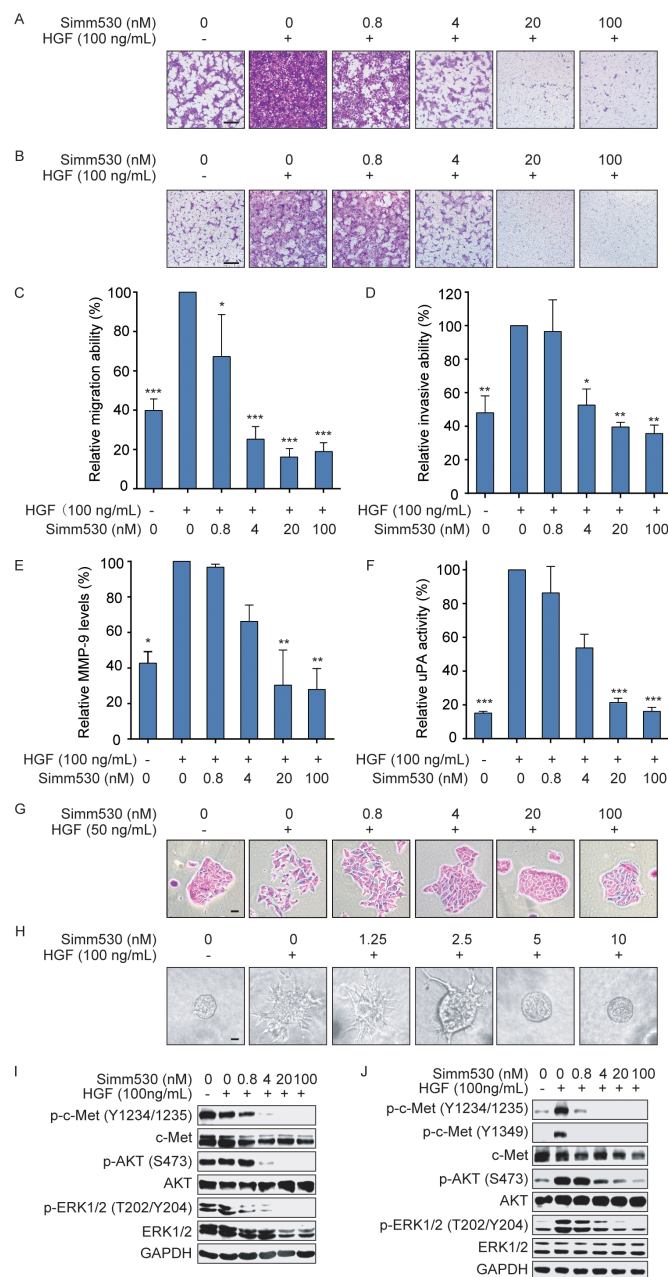 A
Simm530 (nM) 0 0 0.8 4 20 100
HGF (100 ng/mL) - + + + + +
B
Simm530 (nM) 0 0 0.8 4 20 100
HGF (100 ng/mL) - + + + + +
C
Relative migration ability (%)
100
80
60
40
20
0
*** * *** *** ***
HGF (100 ng/mL) - + + + + +
Simm530 (nM) 0 0 0.8 4 20 100
D
Relative invasive ability (%)
120
100
80
60
40
20
0
** * ** **
HGF (100 ng/mL) - + + + + +
Simm530 (nM) 0 0 0.8 4 20 100
E
Relative MMP-9 levels (%)
100
80
60
40
20
0
* ** **
HGF (100 ng/mL) - + + + + +
Simm530 (nM) 0 0 0.8 4 20 100
F
Relative uPA activity (%)
100
80
60
40
20
0
*** *** ***
HGF (100 ng/mL) - + + + + +
Simm530 (nM) 0 0 0.8 4 20 100
G
Simm530 (nM) 0 0 0.8 4 20 100
HGF (50 ng/mL) - + + + + +
H
Simm530 (nM) 0 0 1.25 2.5 5 10
HGF (100 ng/mL) - + + + + +
I
Simm530 (nM) 0 0 0.8 4 20 100
HGF (100ng/mL) - + + + + +
p-c-Met (Y1234/1235)
c-Met
p-AKT (S473)
AKT
p-ERK1/2 (T202/Y204)
ERK1/2
GAPDH
J
Simm530 (nM) 0 0 0.8 4 20 100
HGF (100ng/mL) - + + + + +
p-c-Met (Y1234/1235)
p-c-Met (Y1349)
c-Met
p-AKT (S473)
AKT
p-ERK1/2 (T202/Y204)
ERK1/2
GAPDH